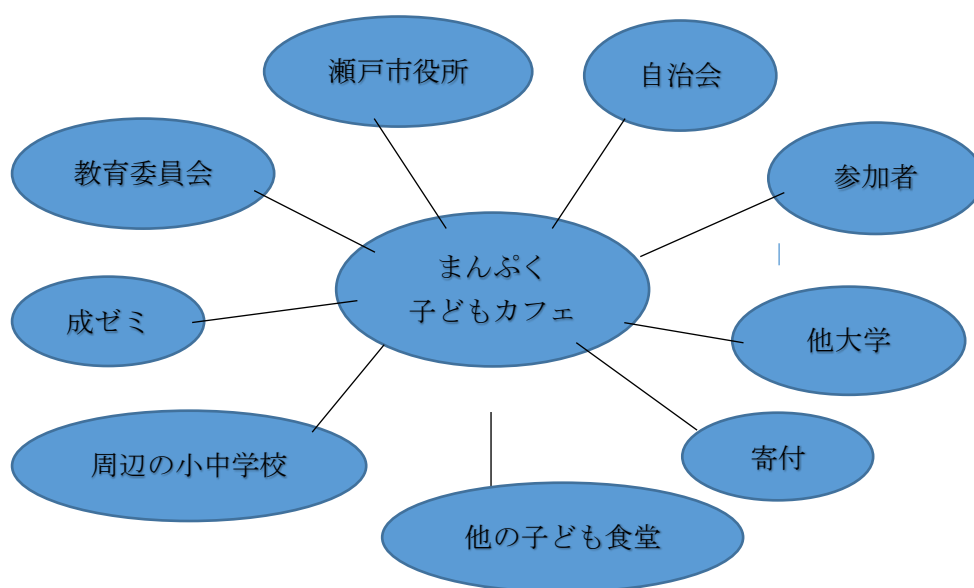 瀬戸市役所
自治会
教育委員会
参加者
まんぷく
子どもカフェ
成ゼミ
他大学
周辺の小中学校
寄付
他の子ども食堂